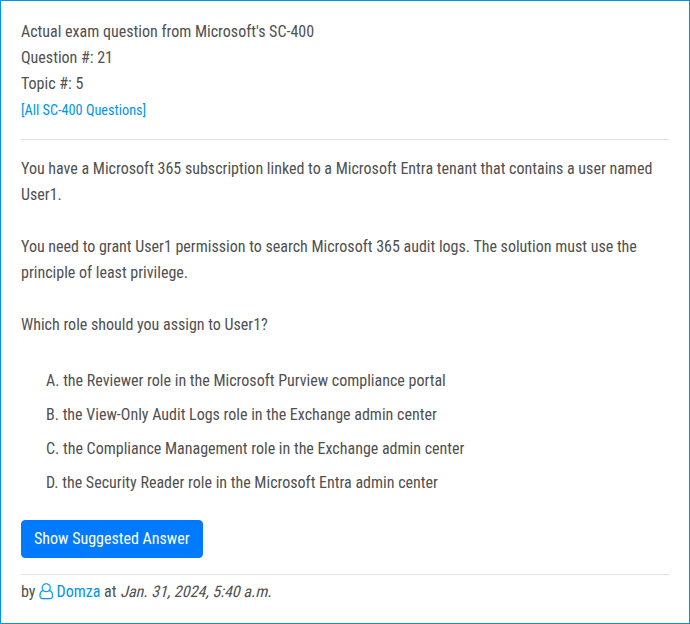 Actual exam question from Microsoft's SC-400
Question #: 21
Topic #: 5
[All SC-400 Questions]
You have a Microsoft 365 subscription linked to a Microsoft Entra tenant that contains a user named
User1.
You need to grant User1 permission to search Microsoft 365 audit logs. The solution must use the
principle of least privilege.
Which role should you assign to User1?
A. the Reviewer role in the Microsoft Purview compliance portal
B. the View-Only Audit Logs role in the Exchange admin center
C. the Compliance Management role in the Exchange admin center
D. the Security Reader role in the Microsoft Entra admin center
Show Suggested Answer
by Domza at Jan. 31, 2024, 5:40 a.m.